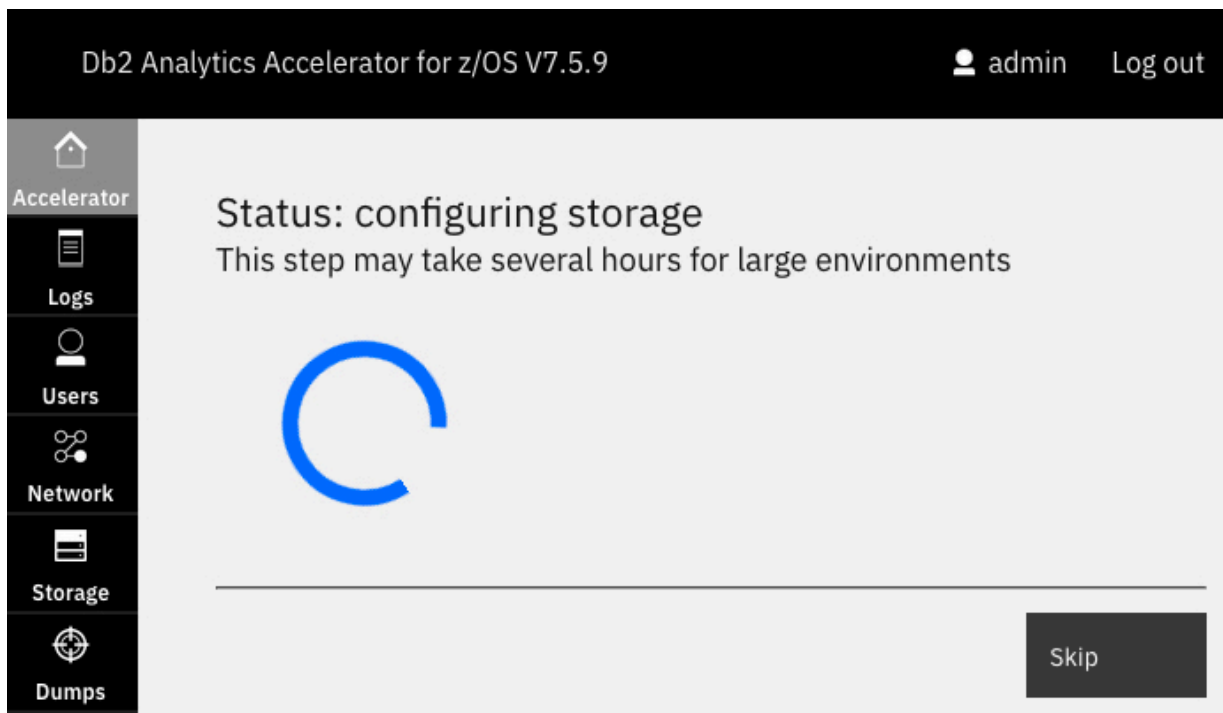 Db2 Analytics Accelerator for z/OS V7.5.9
admin
Log out
Accelerator
Logs
Users
Network
Storage
Dumps
Status: configuring storage
This step may take several hours for large environments
Skip